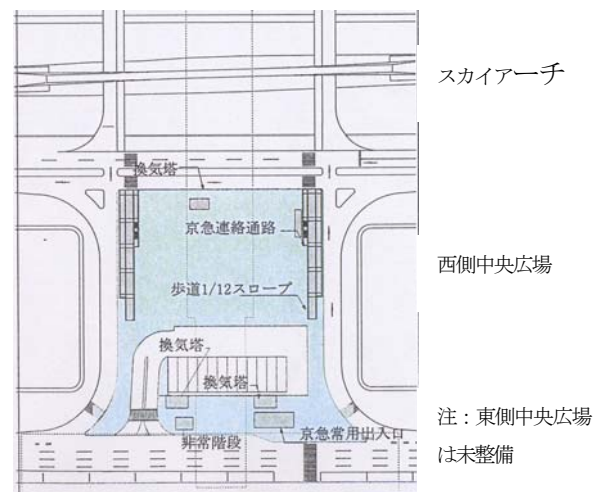 スカイアーチ
換気塔
京急連絡通路
西側中央広場
歩道1/12スロープ
換気塔
換気塔
注：東側中央広場
は未整備
京急常用出入口
非常階段